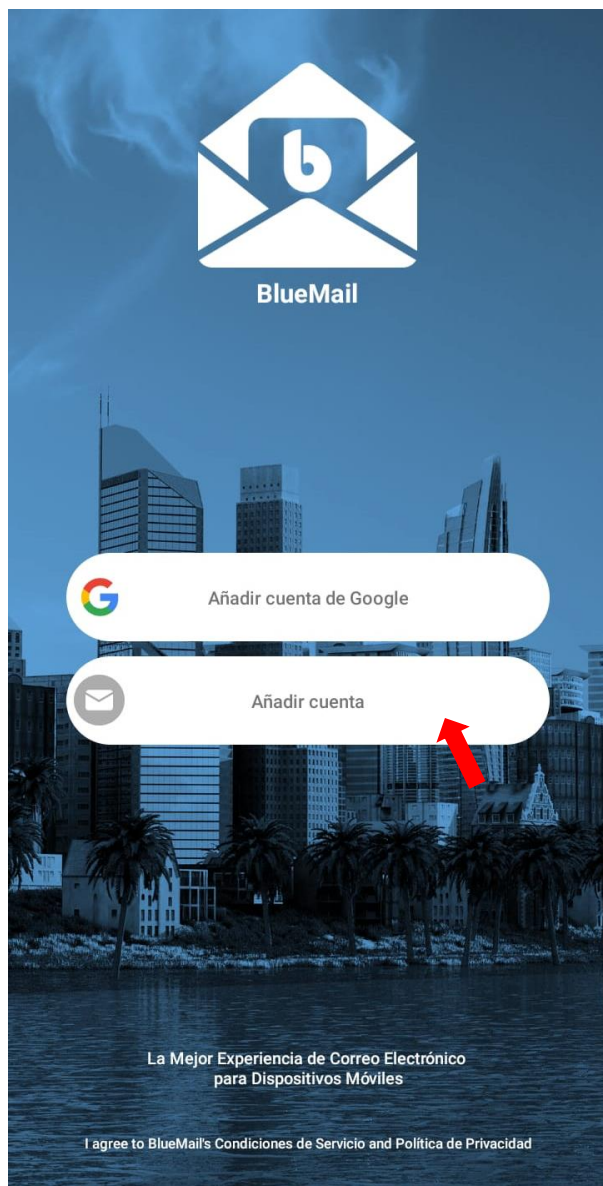 b
BlueMail
Añadir cuenta de Google
Añadir cuenta
La Mejor Experiencia de Correo Electrónico
para Dispositivos Móviles
I agree to BlueMail's Condiciones de Servicio and Política de Privacidad